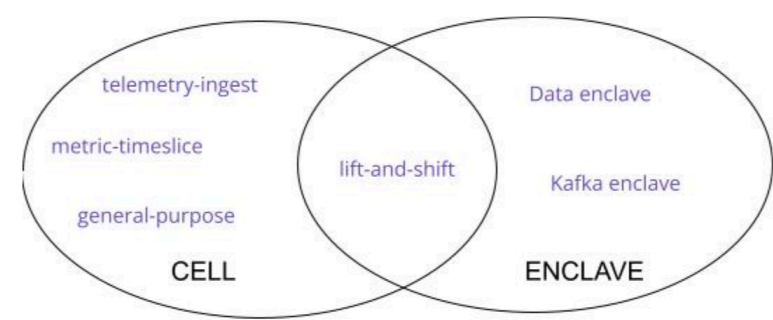 telemetry-ingest
metric-timeslice
general-purpose
CELL
lift-and-shift
Data enclave
Kafka enclave
ENCLAVE